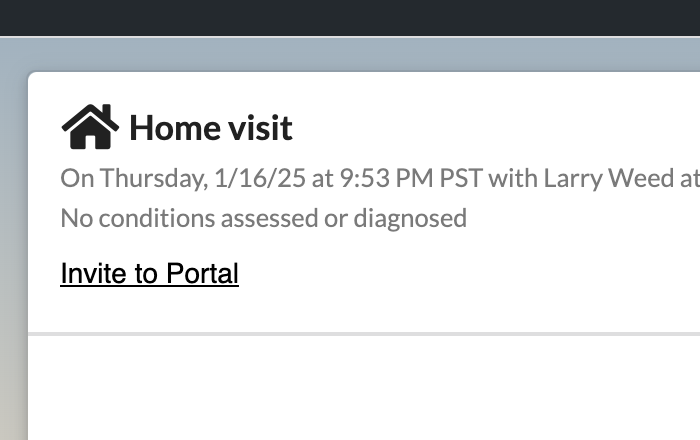 Home visit
On Thursday, 1/16/25 at 9:53 PM PST with Larry Weed at
No conditions assessed or diagnosed
Invite to Portal